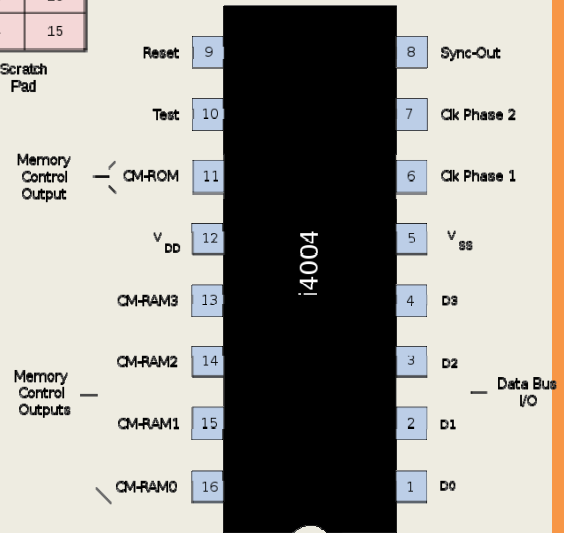 15
Scratch
Pad
Reset 9
8 Sync-Out
Test 10
7 Clk Phase 2
Memory
Control
Output
CM-ROM 11
6 Clk Phase 1
VDD 12
5 VSS
i4004
CM-RAM3 13
4 D3
CM-RAM2 14
3 D2
Memory
Control
Outputs
Data Bus
I/O
CM-RAM1 15
2 D1
CM-RAM0 16
1 D0